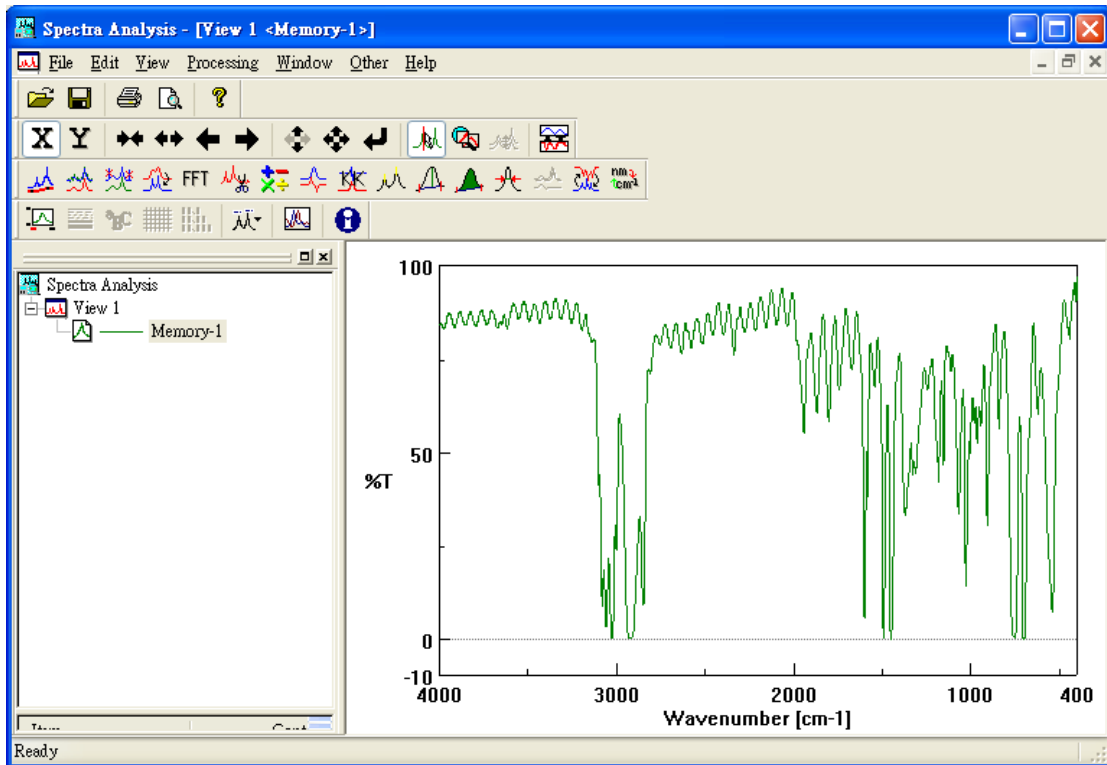 Spectra Analysis - [View 1 <Memory-1>]
File Edit View Processing Window Other Help
X Y
FFT KK nm cm-1
Spectra Analysis
View 1
Memory-1
100
50
%T
0
-10
4000 3000 2000 1000 400
Wavenumber [cm-1]
Ready